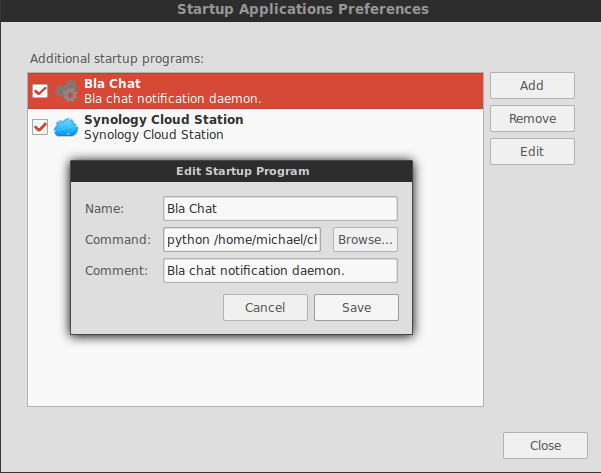 Startup Applications Preferences
Additional startup programs:
Bla Chat
Bla chat notification daemon.
Synology Cloud Station
Synology Cloud Station
Add
Remove
Edit
Edit Startup Program
Name: Bla Chat
Command: python /home/michael/ch Browse...
Comment: Bla chat notification daemon.
Cancel Save
Close